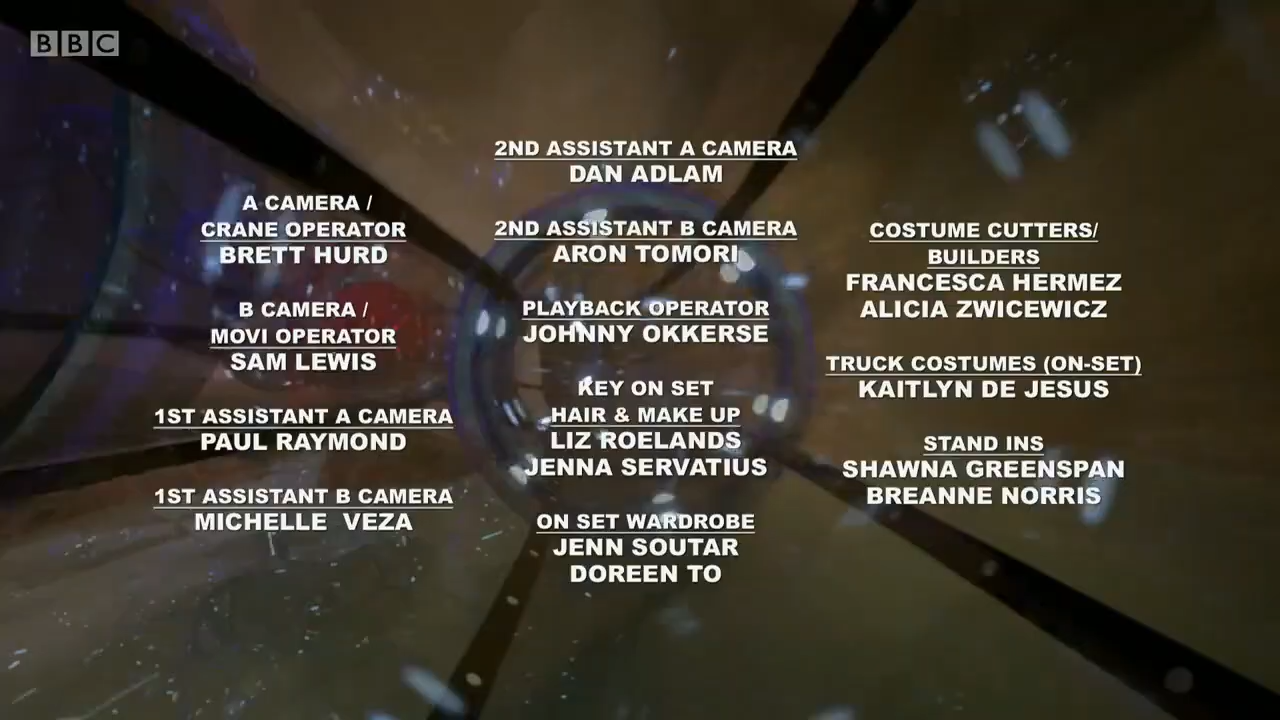 BBC
A CAMERA /
CRANE OPERATOR
BRETT HURD
B CAMERA /
MOVI OPERATOR
SAM LEWIS
1ST ASSISTANT A CAMERA
PAUL RAYMOND
1ST ASSISTANT B CAMERA
MICHELLE  VEZA
2ND ASSISTANT A CAMERA
DAN ADLAM
2ND ASSISTANT B CAMERA
ARON TOMORI
PLAYBACK OPERATOR
JOHNNY OKKERSE
KEY ON SET
HAIR & MAKE UP
LIZ ROELANDS
JENNA SERVATIUS
ON SET WARDROBE
JENN SOUTAR
DOREEN TO
COSTUME CUTTERS/
BUILDERS
FRANCESCA HERMEZ
ALICIA ZWICEWICZ
TRUCK COSTUMES (ON-SET)
KAITLYN DE JESUS
STAND INS
SHAWNA GREENSPAN
BREANNE NORRIS